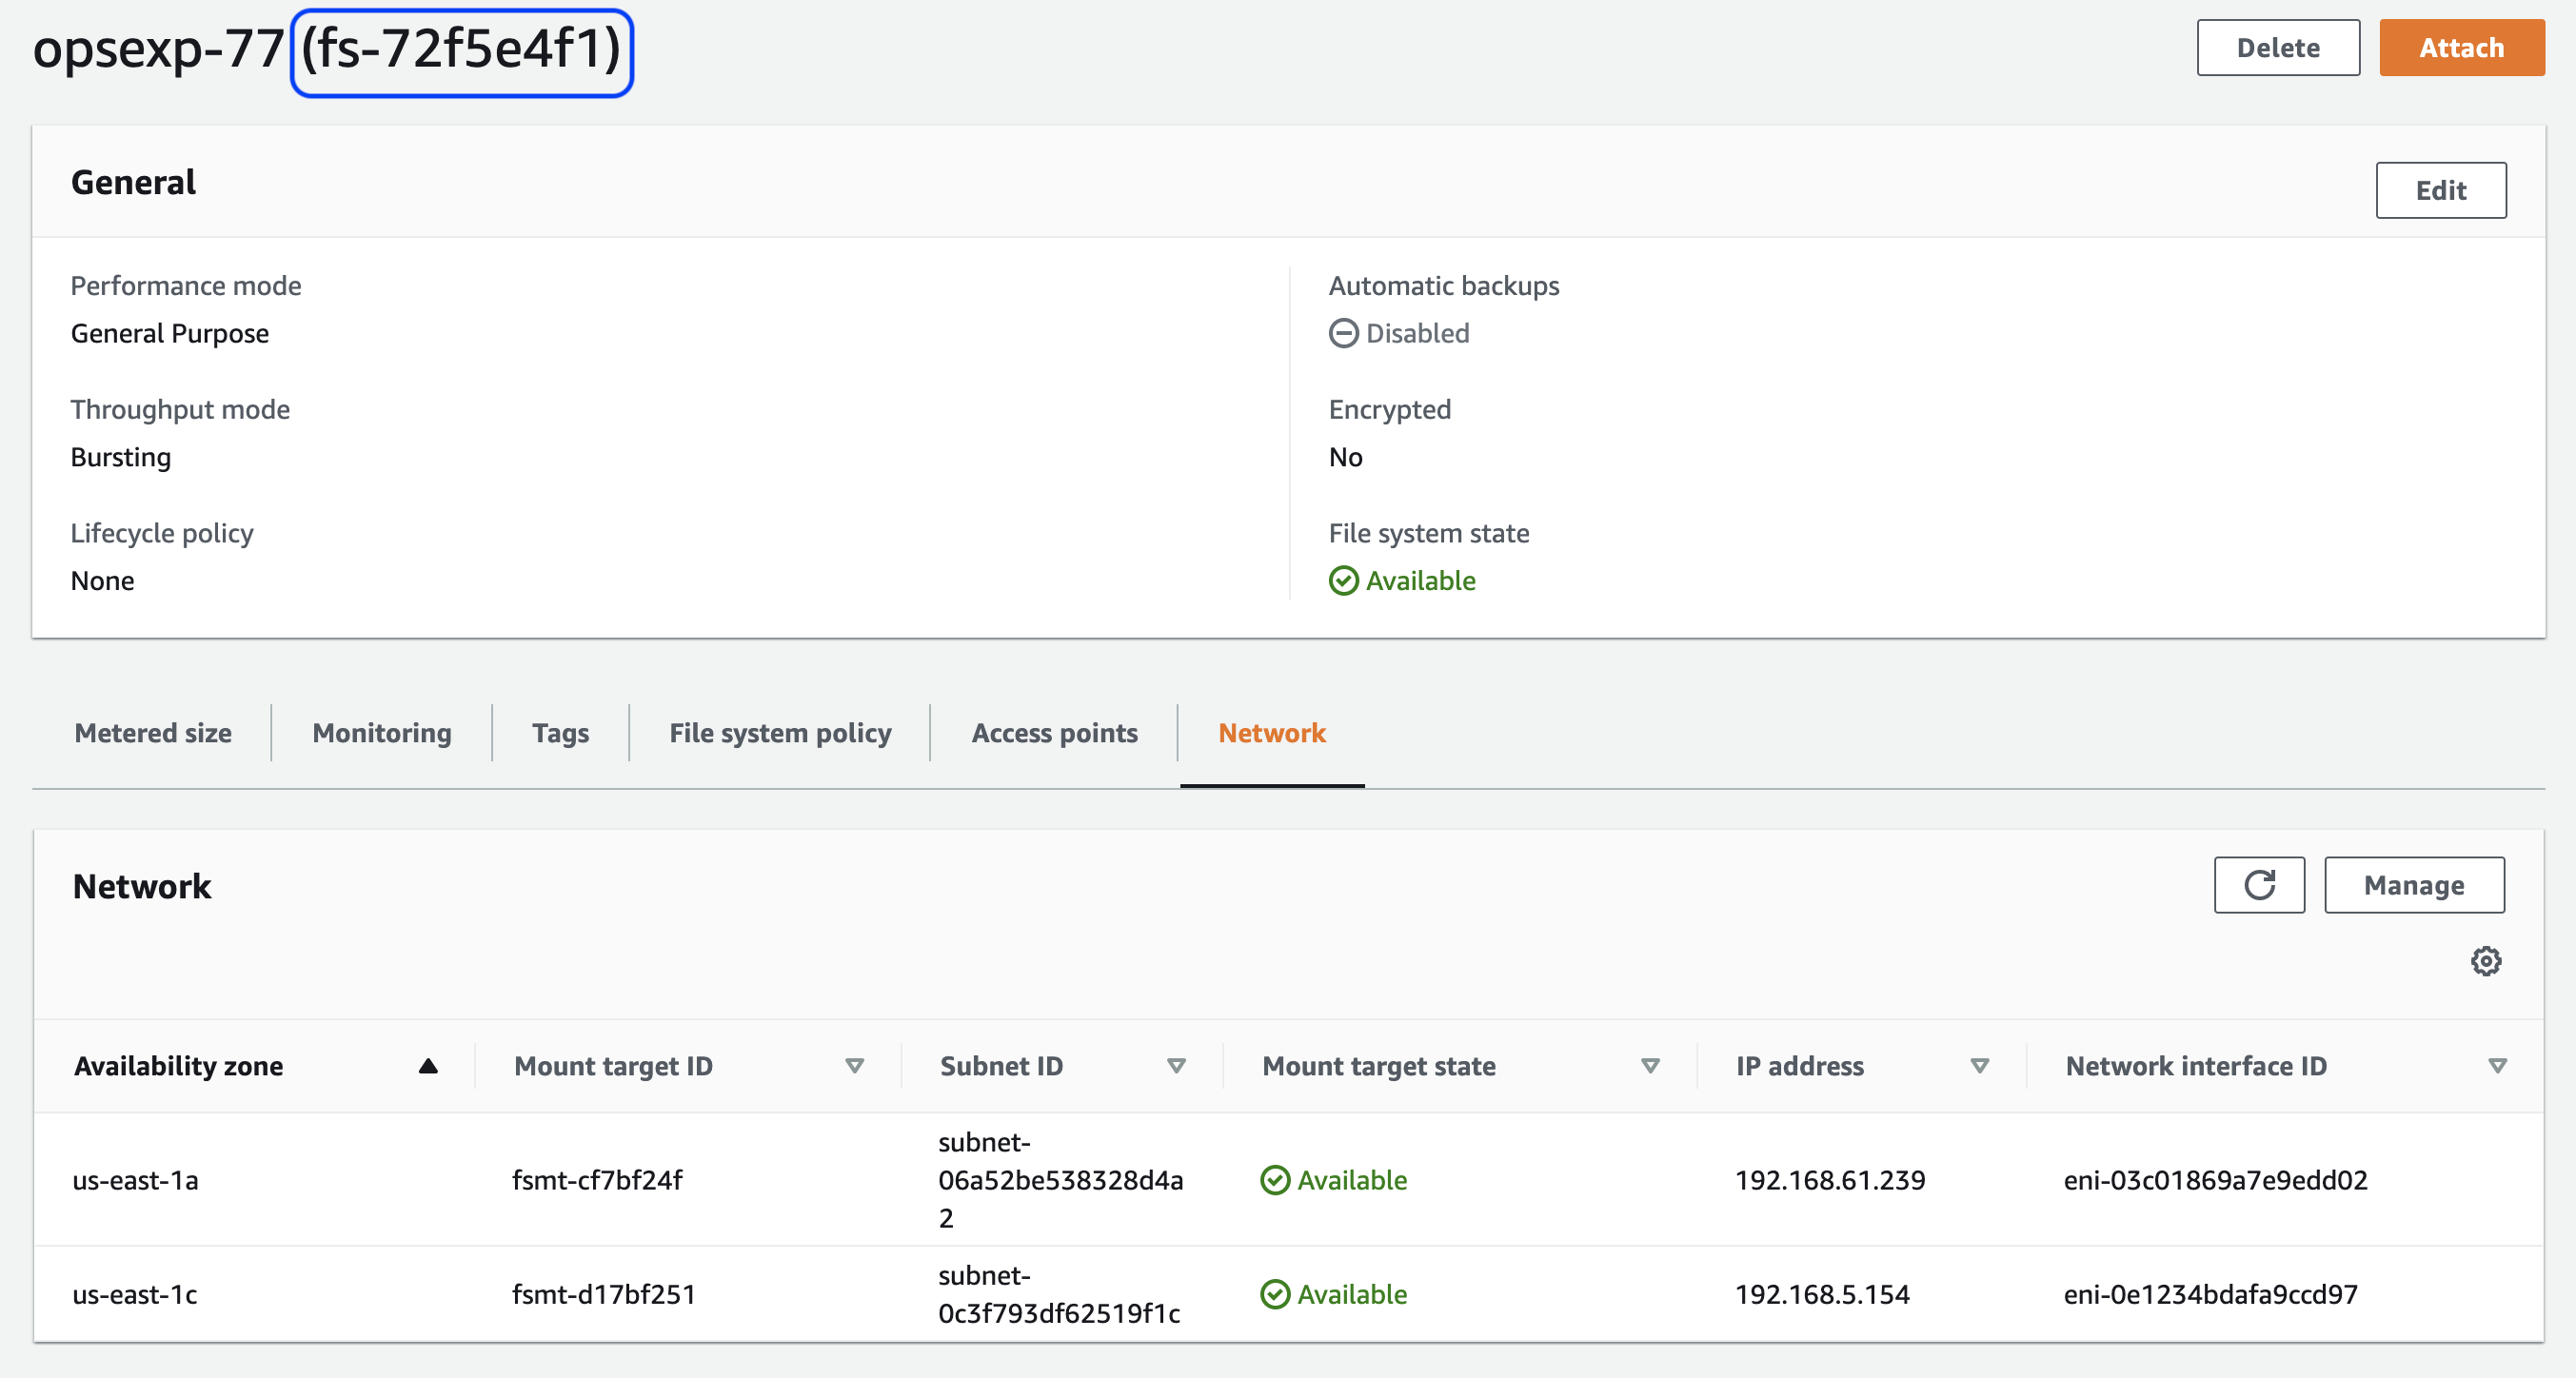 opsexp-77 (fs-72f5e4f1)
Delete
Attach
General
Edit
Performance mode
General Purpose
Automatic backups
Disabled
Throughput mode
Bursting
Encrypted
No
Lifecycle policy
None
File system state
Available
Metered size
Monitoring
Tags
File system policy
Access points
Network
Network
Manage
Availability zone
Mount target ID
Subnet ID
Mount target state
IP address
Network interface ID
us-east-1a
fsmt-cf7bf24f
subnet-
06a52be538328d4a
2
Available
192.168.61.239
eni-03c01869a7e9edd02
us-east-1c
fsmt-d17bf251
subnet-
0c3f793df62519f1c
Available
192.168.5.154
eni-0e1234bdafa9ccd97